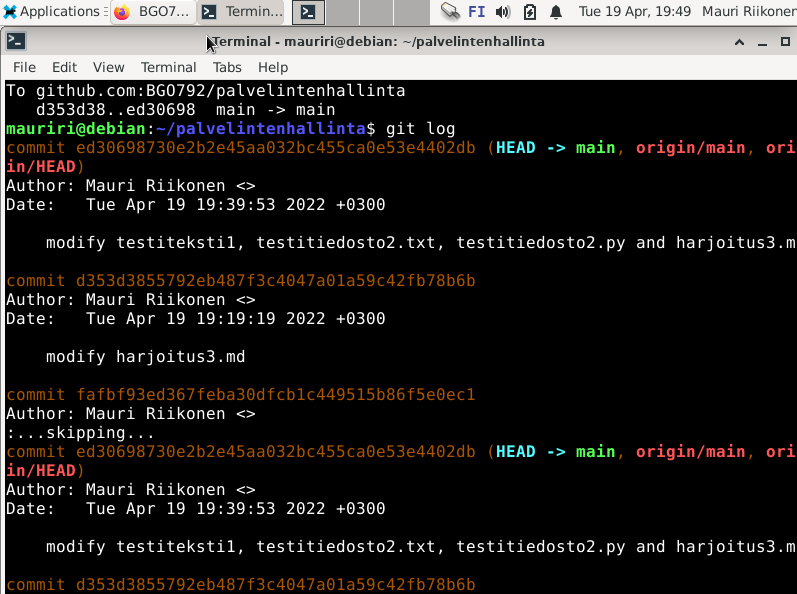 Applications
BGO7...
Termin...
FI
Tue 19 Apr, 19:49
Mauri Riikonen
Terminal - mauriri@debian: ~/palvelintenhallinta
File Edit View Terminal Tabs Help
To github.com:BGO792/palvelintenhallinta
   d353d38..ed30698  main -> main
mauriri@debian:~/palvelintenhallinta$ git log
commit ed30698730e2b2e45aa032bc455ca0e53e4402db (HEAD -> main, origin/main, ori
in/HEAD)
Author: Mauri Riikonen <>
Date:   Tue Apr 19 19:39:53 2022 +0300
    modify testiteksti1, testitiedosto2.txt, testitiedosto2.py and harjoitus3.m
commit d353d3855792eb487f3c4047a01a59c42fb78b6b
Author: Mauri Riikonen <>
Date:   Tue Apr 19 19:19:19 2022 +0300
    modify harjoitus3.md
commit fafbf93ed367feba30dfcb1c449515b86f5e0ec1
Author: Mauri Riikonen <>
:...skipping...
commit ed30698730e2b2e45aa032bc455ca0e53e4402db (HEAD -> main, origin/main, ori
in/HEAD)
Author: Mauri Riikonen <>
Date:   Tue Apr 19 19:39:53 2022 +0300
    modify testiteksti1, testitiedosto2.txt, testitiedosto2.py and harjoitus3.m
commit d353d3855792eb487f3c4047a01a59c42fb78b6b